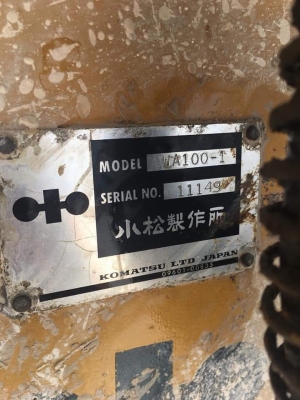 MODEL WA100-1
SERIAL NO. 11149
小松製作所
KOMATSU LTD JAPAN